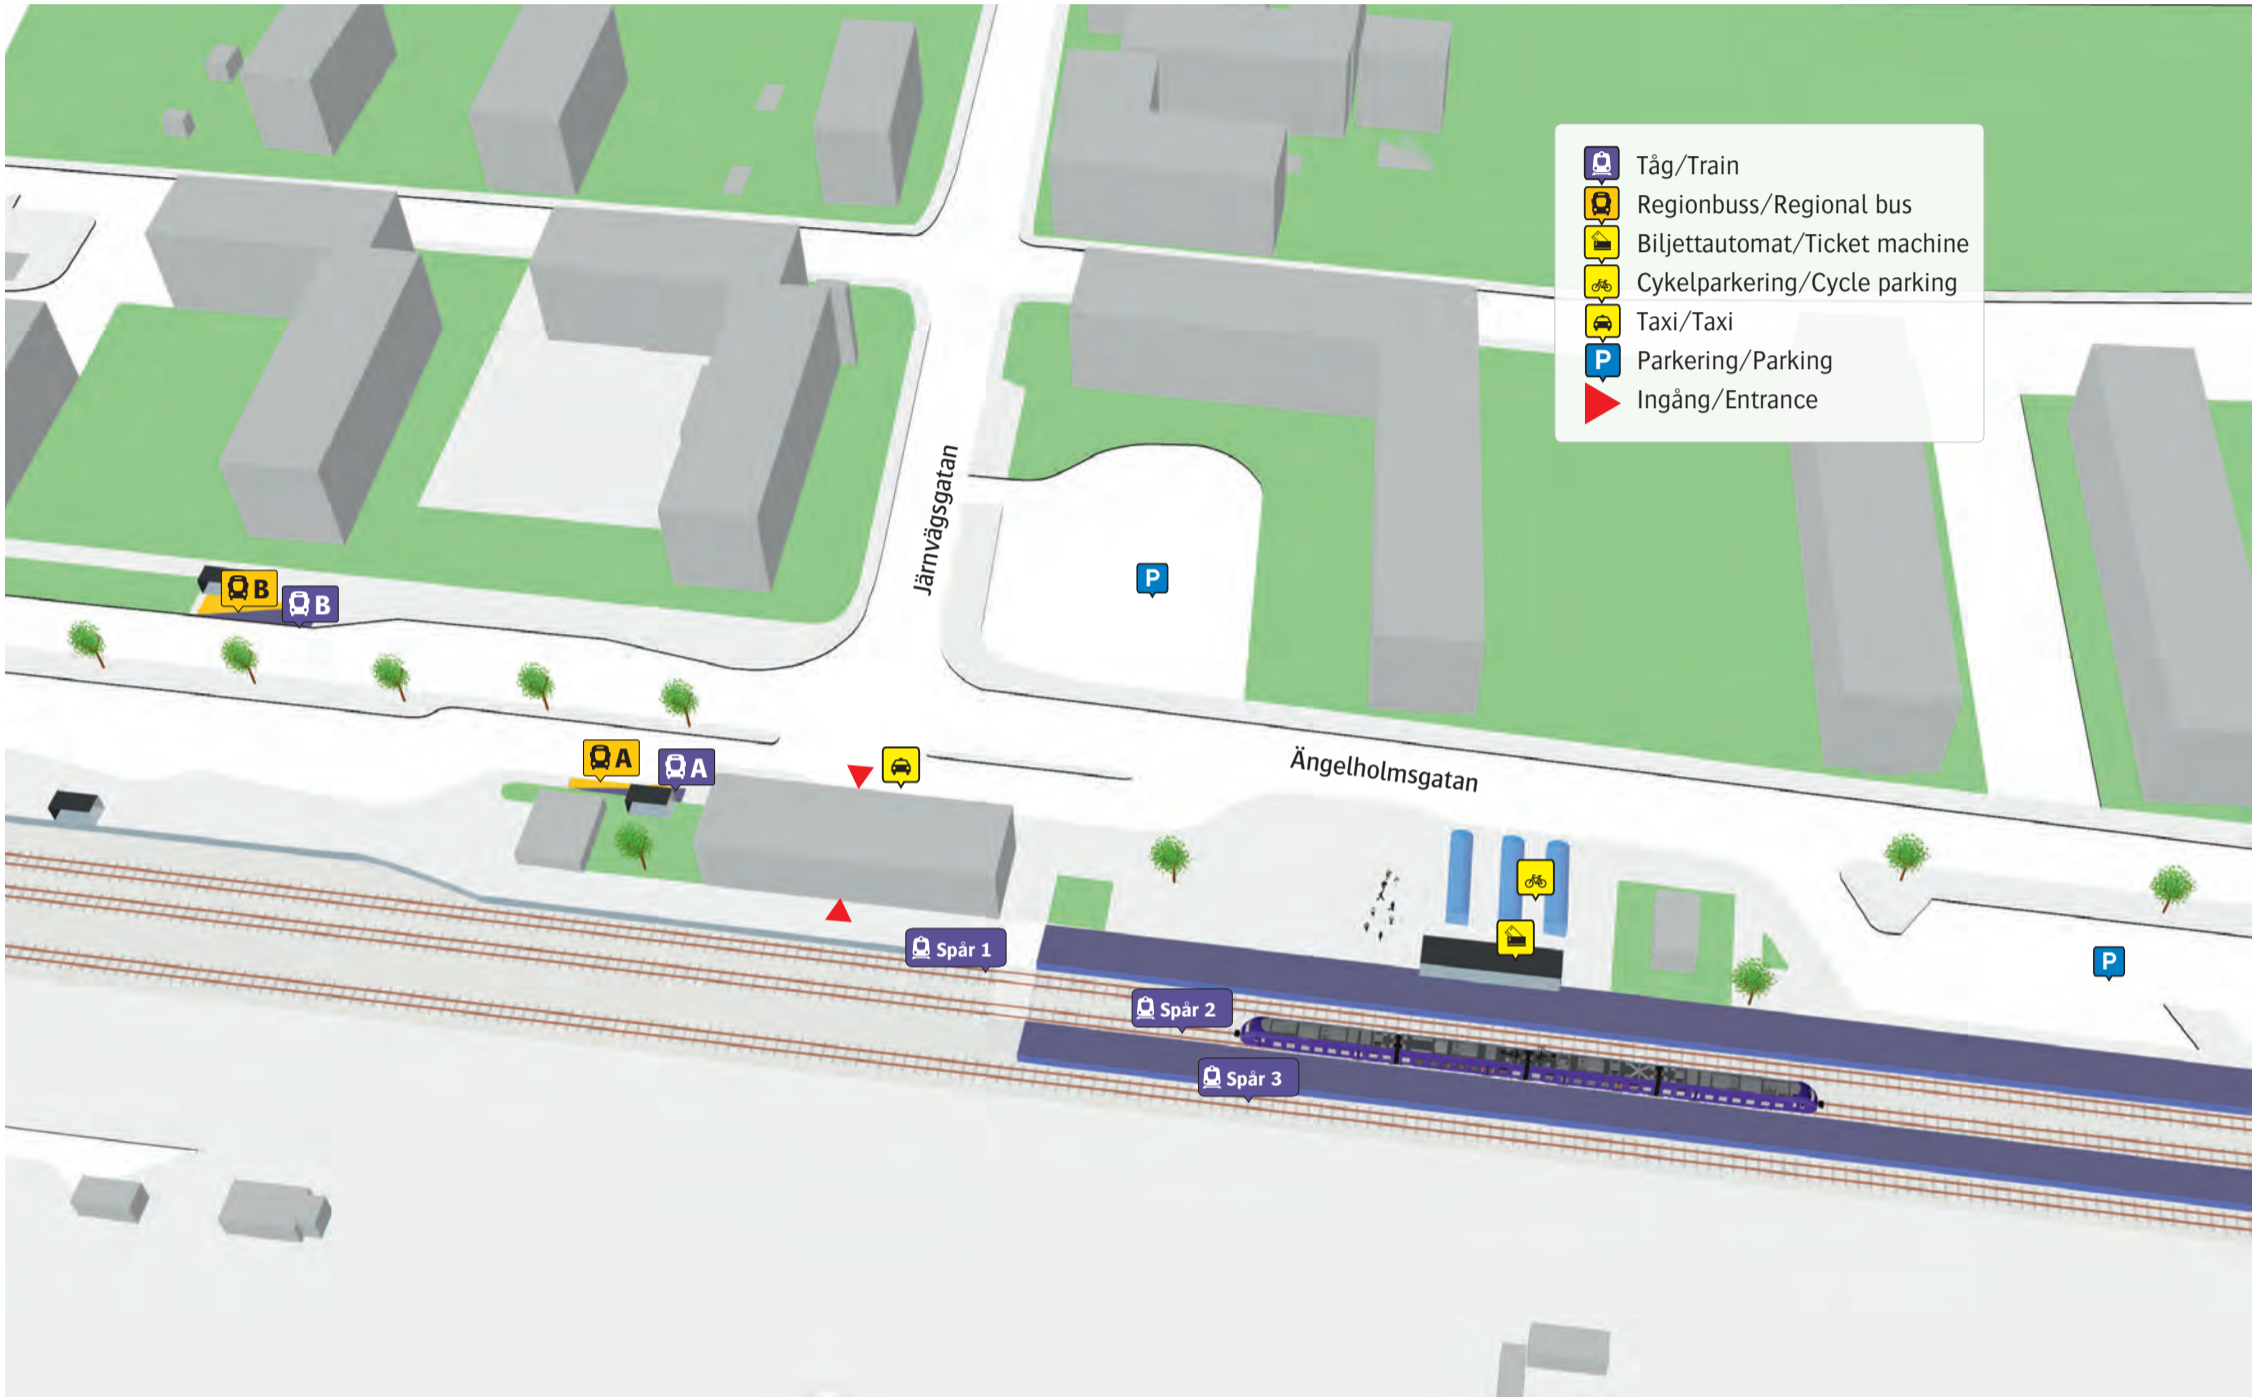 Tåg/Train
Regionbuss/Regional bus
Biljettautomat/Ticket machine
Cykelparkering/Cycle parking
Taxi/Taxi
P Parkering/Parking
Ingång/Entrance
Järnvägsgatan
P
B
B
A
A
Ängelholmsgatan
Spår 1
P
Spår 2
Spår 3